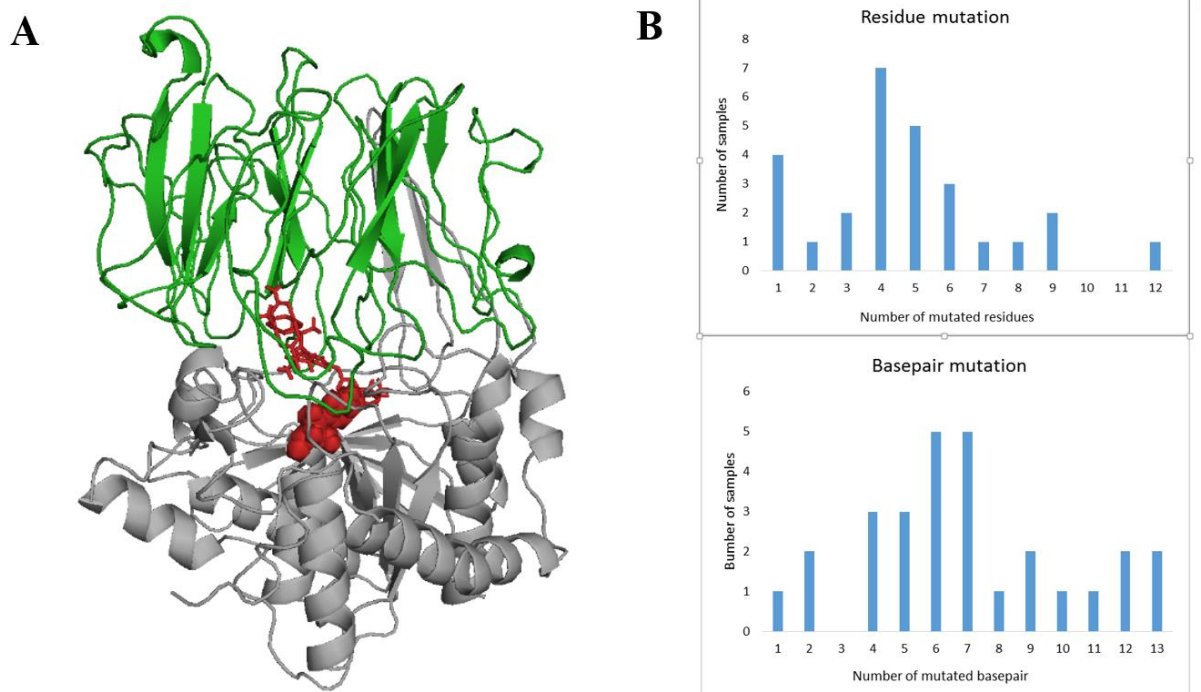 A
B
Residue mutation
8
7
6
5
4
3
2
1
0
Number of samples
1 2 3 4 5 6 7 8 9 10 11 12
Number of mutated residues
Basepair mutation
6
5
4
3
2
1
0
Bumber of samples
1 2 3 4 5 6 7 8 9 10 11 12 13
Number of mutated basepair